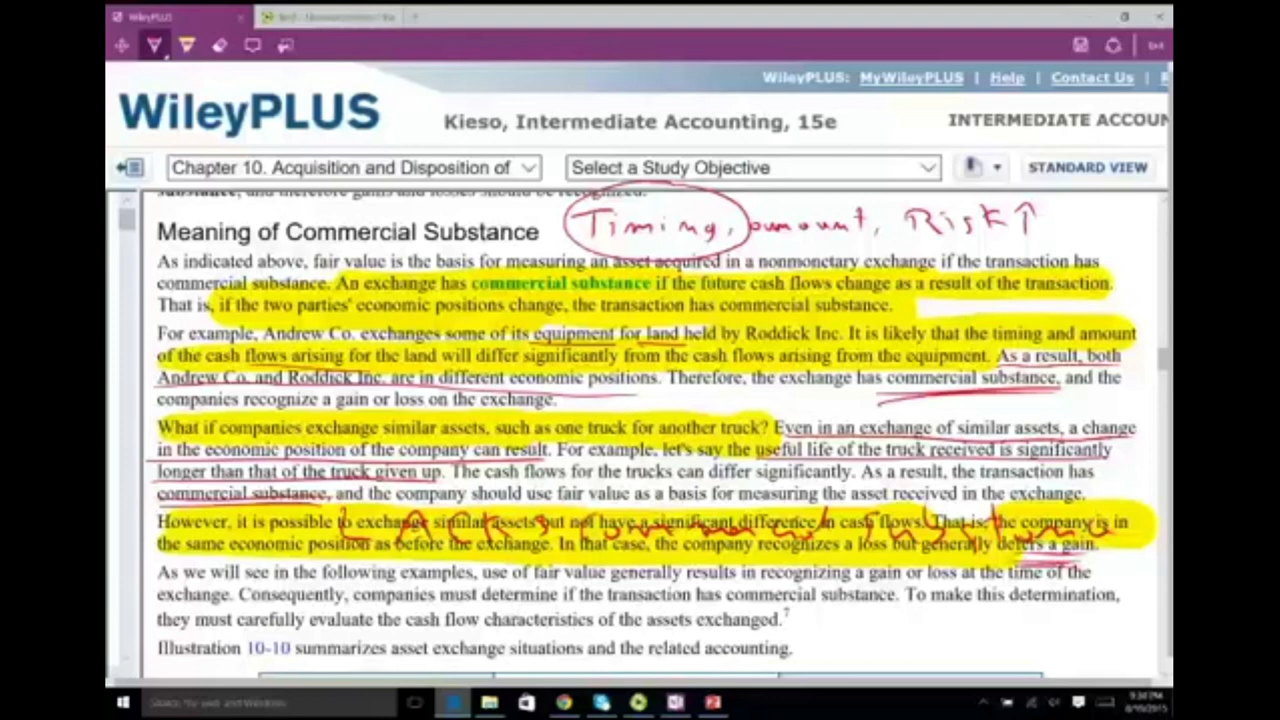 WileyPLUS
WileyPLUS: MyWileyPLUS | Help | Contact Us |
WileyPLUS
Kieso, Intermediate Accounting, 15e
INTERMEDIATE ACCOUN
Chapter 10. Acquisition and Disposition of
Select a Study Objective
STANDARD VIEW
substance, and therefore gains and losses should be recognized.
Meaning of Commercial Substance
Timing, amount, Risk ↑
As indicated above, fair value is the basis for measuring an asset acquired in a nonmonetary exchange if the transaction has
commercial substance. An exchange has commercial substance if the future cash flows change as a result of the transaction.
That is, if the two parties' economic positions change, the transaction has commercial substance.
For example, Andrew Co. exchanges some of its equipment for land held by Roddick Inc. It is likely that the timing and amount
of the cash flows arising for the land will differ significantly from the cash flows arising from the equipment. As a result, both
Andrew Co. and Roddick Inc. are in different economic positions. Therefore, the exchange has commercial substance, and the
companies recognize a gain or loss on the exchange.
What if companies exchange similar assets, such as one truck for another truck? Even in an exchange of similar assets, a change
in the economic position of the company can result. For example, let's say the useful life of the truck received is significantly
longer than that of the truck given up. The cash flows for the trucks can differ significantly. As a result, the transaction has
commercial substance, and the company should use fair value as a basis for measuring the asset received in the exchange.
However, it is possible to exchange similar assets but not have a significant difference in cash flows. That is, the company is in
the same economic position as before the exchange. In that case, the company recognizes a loss but generally defers a gain.
As we will see in the following examples, use of fair value generally results in recognizing a gain or loss at the time of the
exchange. Consequently, companies must determine if the transaction has commercial substance. To make this determination,
they must carefully evaluate the cash flow characteristics of the assets exchanged.7
Illustration 10-10 summarizes asset exchange situations and the related accounting.
Search the web and Windows